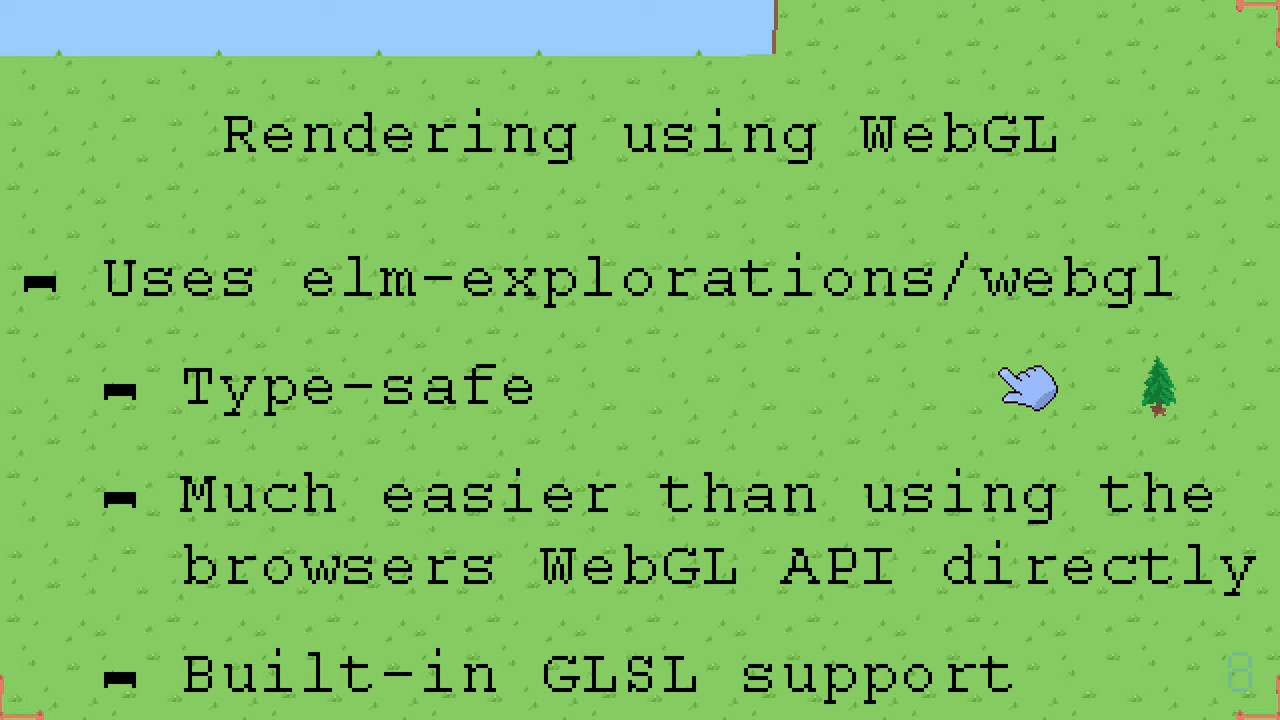 Rendering using WebGL
- Uses elm-explorations/webgl
- Type-safe
- Much easier than using the
browsers WebGL API directly
- Built-in GLSL support
8